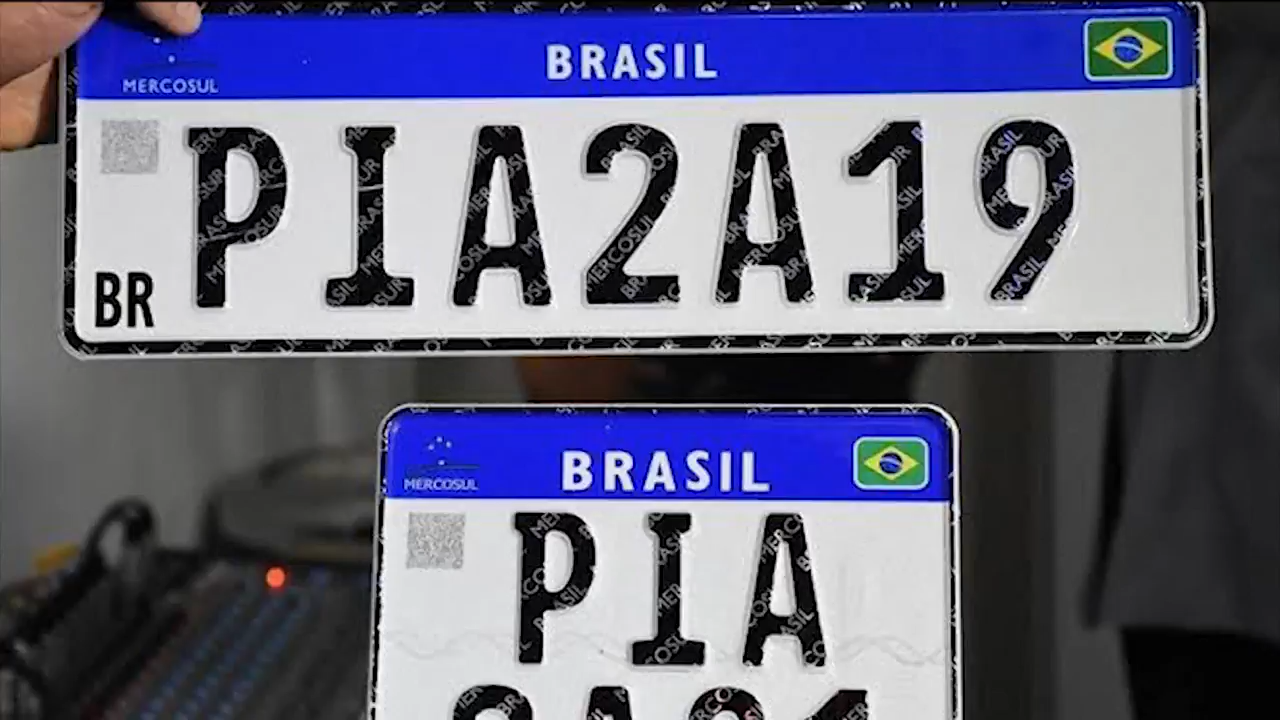 BRASIL
MERCOSUL
PIA2A19
BR
BRASIL
MERCOSUL
PIA